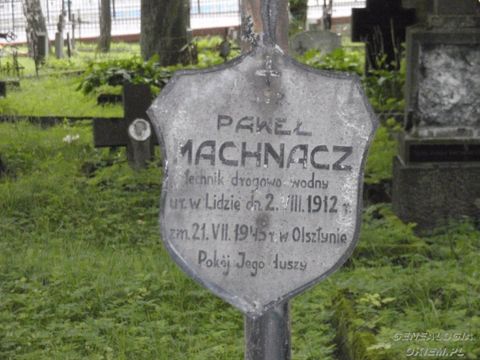 PAWEŁ
MACHNACZ
technik drogowo wodny
ur. w Lidzie dn. 2. VIII. 1912 r.
zm. 21. VII. 1945 r. w Olsztynie
Pokój Jego duszy
GENEALOGIA
OKIEM.PL